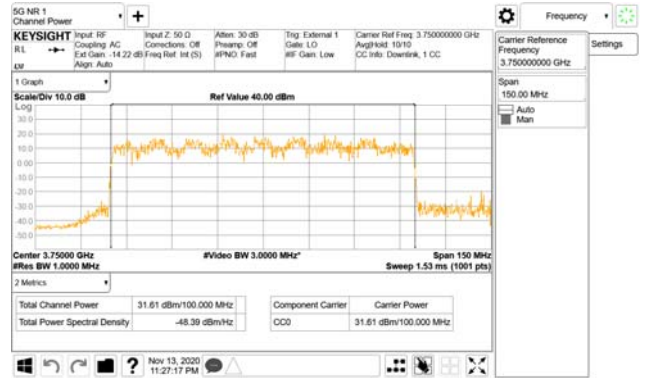 5G NR 1
Channel Power
Frequency
KEYSIGHT
Input: RF
Input Z: 50 Ω
Atten: 30 dB
Trig: External 1
Carrier Ref Freq: 3.750000000 GHz
RL
Coupling: AC
Corrections: Off
Preamp: Off
Gate: LO
Avg|Hold: 10/10
Ext Gain: -14.22 dB
Freq Ref: Int (S)
#PNO: Fast
#IF Gain: Low
CC Info: Downlink, 1 CC
Align: Auto
Carrier Reference
Frequency
3.750000000 GHz
Settings
Span
150.00 MHz
Auto
Man
1 Graph
Scale/Div 10.0 dB
Ref Value 40.00 dBm
Log
30.0
20.0
10.0
0.00
-10.0
-20.0
-30.0
-40.0
-50.0
Center 3.75000 GHz
#Video BW 3.0000 MHz*
Span 150 MHz
#Res BW 1.0000 MHz
Sweep 1.53 ms (1001 pts)
2 Metrics
Total Channel Power
31.61 dBm/100.000 MHz
Total Power Spectral Density
-48.39 dBm/Hz
Component Carrier
Carrier Power
CC0
31.61 dBm/100.000 MHz
?
Nov 13, 2020
11:27:17 PM